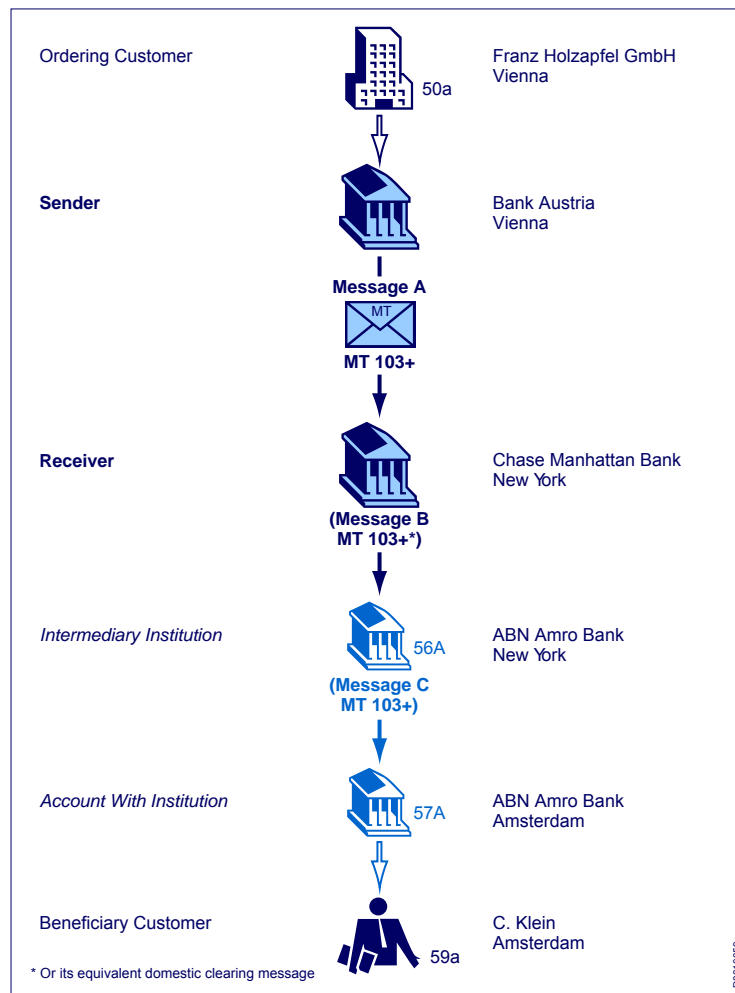 Ordering Customer
50a
Franz Holzapfel GmbH
Vienna
Sender
Bank Austria
Vienna
Message A
MT
MT 103+
Receiver
Chase Manhattan Bank
New York
(Message B
MT 103+*)
Intermediary Institution
56A
ABN Amro Bank
New York
(Message C
MT 103+)
Account With Institution
57A
ABN Amro Bank
Amsterdam
Beneficiary Customer
59a
C. Klein
Amsterdam
* Or its equivalent domestic clearing message